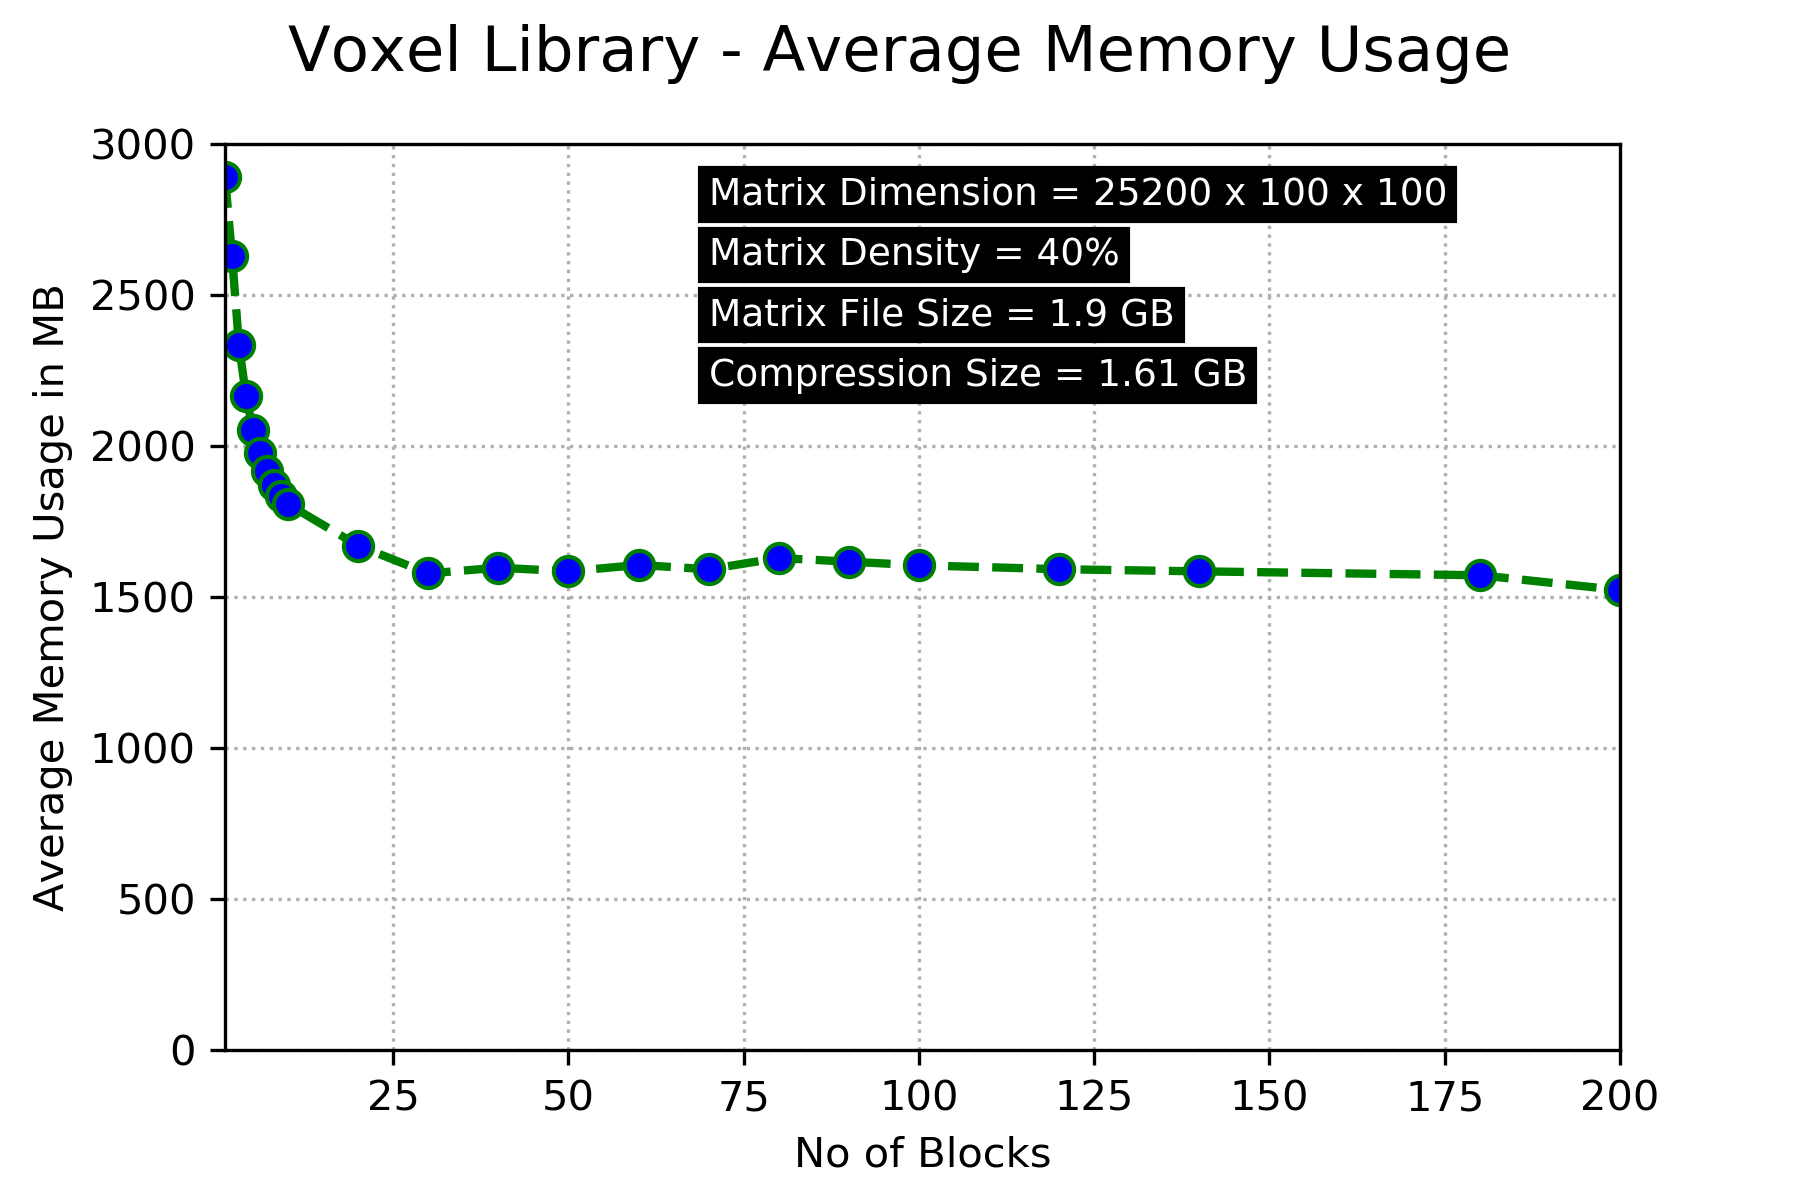 Voxel Library - Average Memory Usage
Average Memory Usage in MB
3000
2500
2000
1500
1000
500
0
Matrix Dimension = 25200 x 100 x 100
Matrix Density = 40%
Matrix File Size = 1.9 GB
Compression Size = 1.61 GB
25 50 75 100 125 150 175 200
No of Blocks